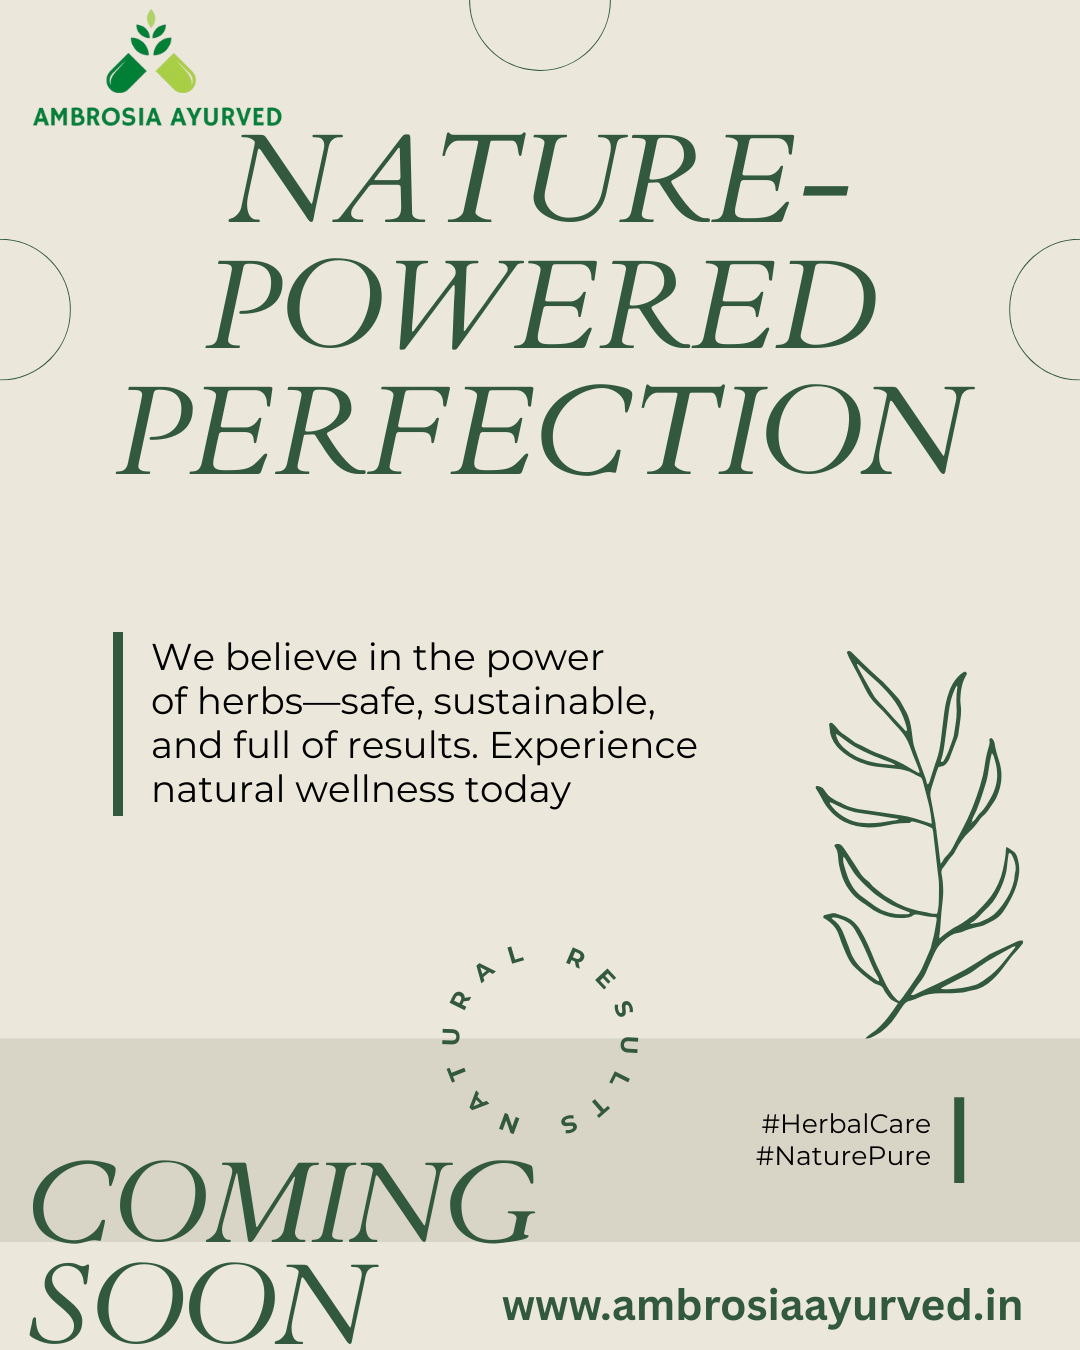 AMBROSIA AYURVED
NATURE-
POWERED
PERFECTION
We believe in the power
of herbs—safe, sustainable,
and full of results. Experience
natural wellness today
NATURAL RESULTS
#HerbalCare
#NaturePure
COMING
SOON
www.ambrosiaayurved.in